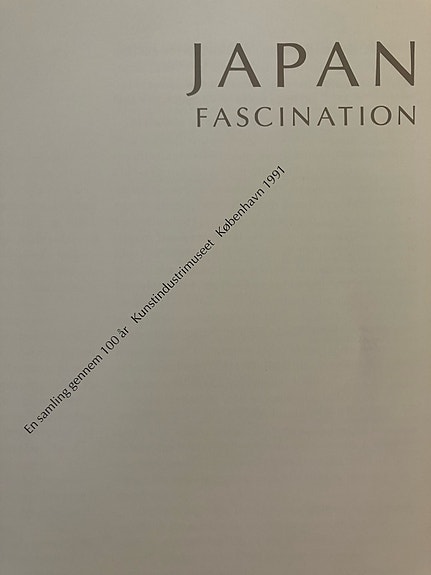 JAPAN
FASCINATION
En samling gennem 100 år Kunstindustrimuseet København 1991